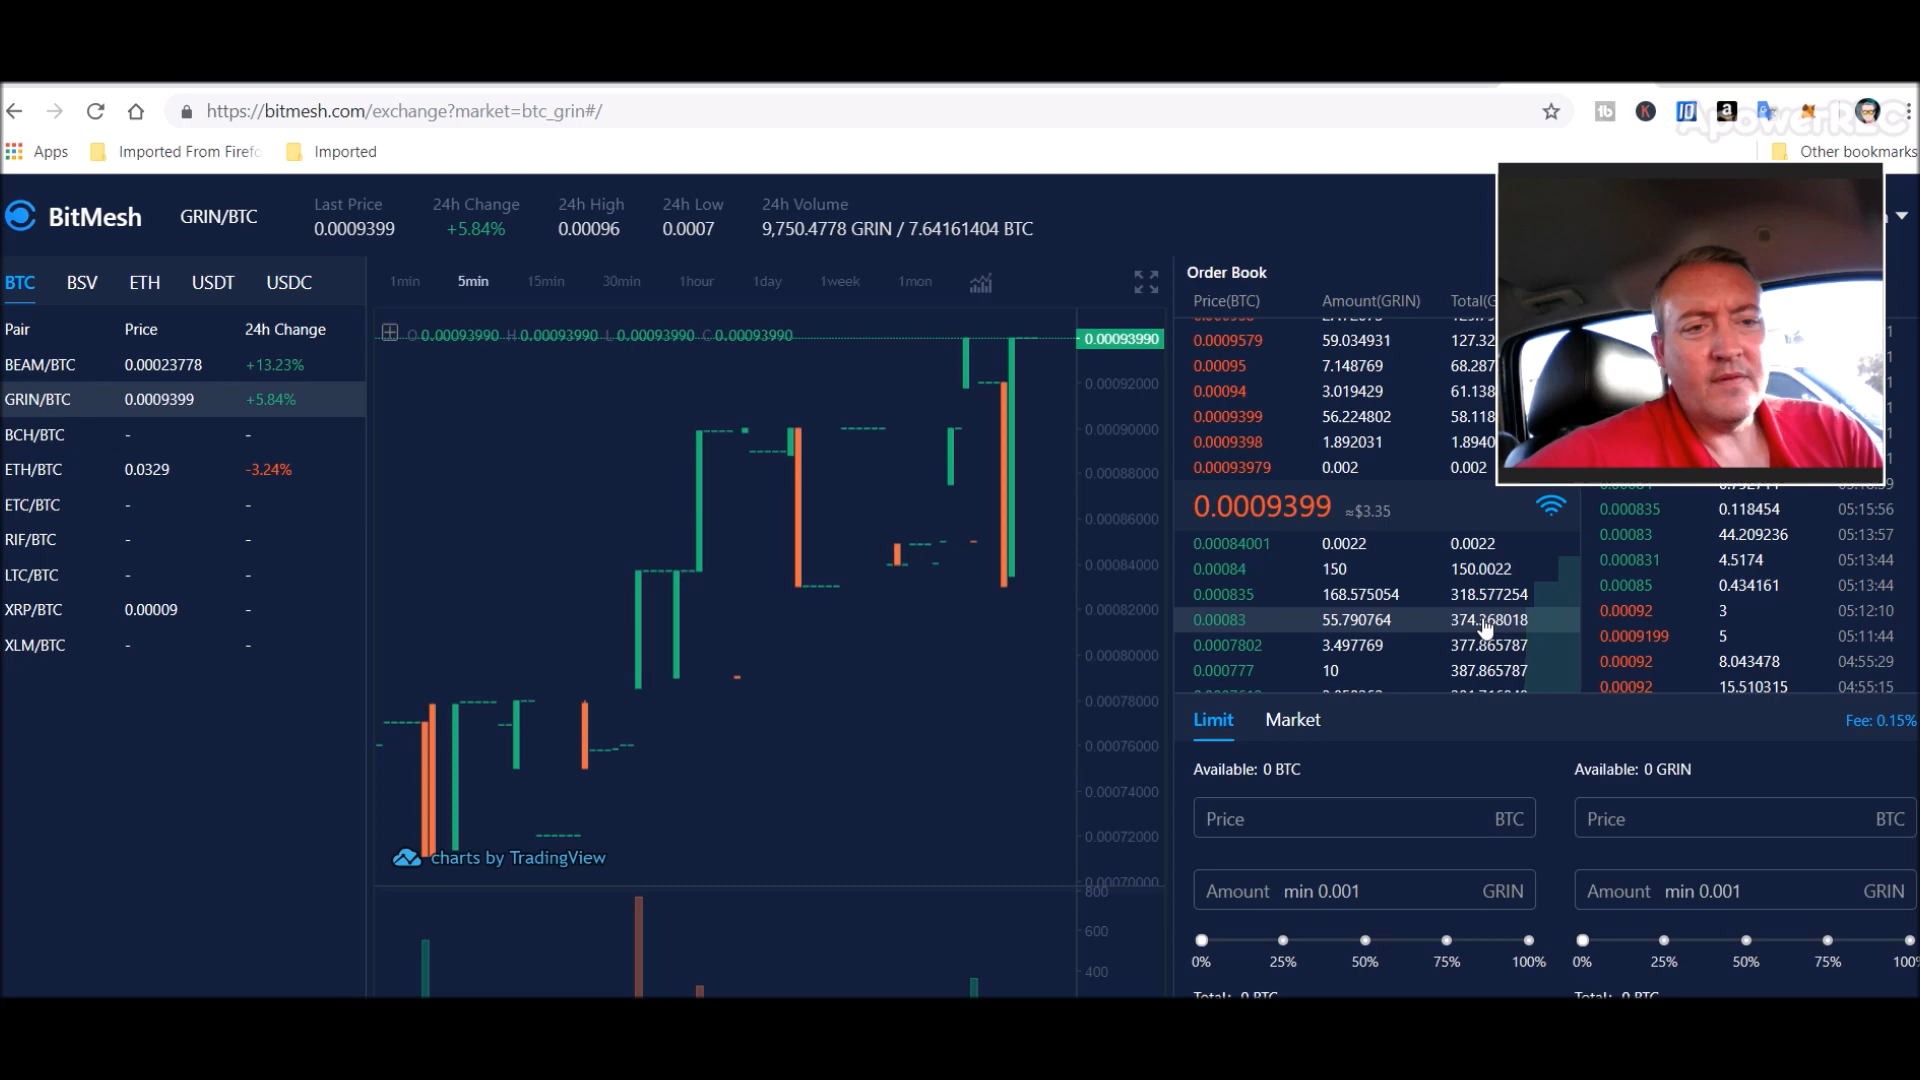 https://bitmesh.com/exchange?market=btc_grin#/
ApowerREC
Apps Imported From Firefo Imported Other bookmarks
BitMesh GRIN/BTC
Last Price 24h Change 24h High 24h Low 24h Volume
0.0009399 +5.84% 0.00096 0.0007 9,750.4778 GRIN / 7.64161404 BTC
BTC BSV ETH USDT USDC
Pair Price 24h Change
BEAM/BTC 0.00023778 +13.23%
GRIN/BTC 0.0009399 +5.84%
BCH/BTC - -
ETH/BTC 0.0329 -3.24%
ETC/BTC - -
RIF/BTC - -
LTC/BTC - -
XRP/BTC 0.00009 -
XLM/BTC - -
1min 5min 15min 30min 1hour 1day 1week 1mon
O 0.00093990 H 0.00093990 L 0.00093990 C 0.00093990
0.00093990
0.00092000
0.00090000
0.00088000
0.00086000
0.00084000
0.00082000
0.00080000
0.00078000
0.00076000
0.00074000
0.00072000
0.00070000
charts by TradingView
800
600
400
Order Book
Price(BTC) Amount(GRIN) Total(G
0.0009579 59.034931 127.32
0.00095 7.148769 68.287
0.00094 3.019429 61.138
0.0009399 56.224802 58.118
0.0009398 1.892031 1.8940
0.00093979 0.002 0.002
0.0009399 ≈$3.35
0.00084001 0.0022 0.0022
0.00084 150 150.0022
0.000835 168.575054 318.577254
0.00083 55.790764 374.368018
0.0007802 3.497769 377.865787
0.000777 10 387.865787
0.000835 0.118454 05:15:56
0.00083 44.209236 05:13:57
0.000831 4.5174 05:13:44
0.00085 0.434161 05:13:44
0.00092 3 05:12:10
0.0009199 5 05:11:44
0.00092 8.043478 04:55:29
0.00092 15.510315 04:55:15
Limit Market Fee: 0.15%
Available: 0 BTC Available: 0 GRIN
Price BTC Price BTC
Amount min 0.001 GRIN Amount min 0.001 GRIN
0% 25% 50% 75% 100% 0% 25% 50% 75% 100%
Total: 0 BTC Total: 0 BTC